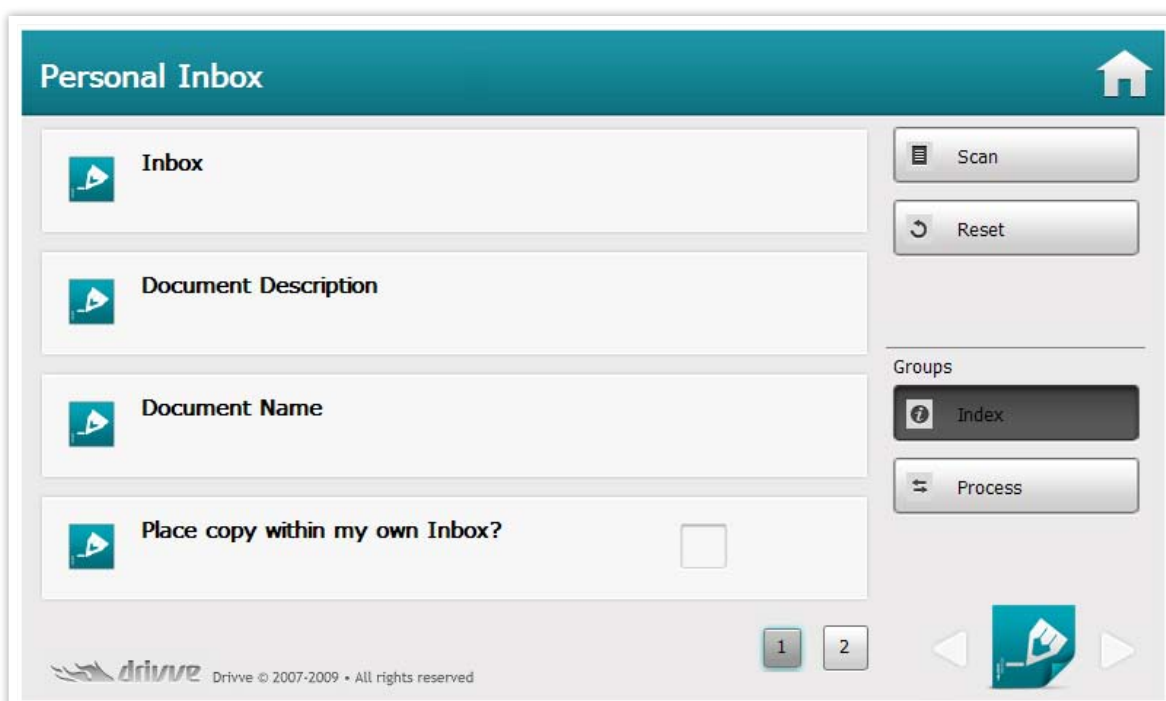 Personal Inbox
Inbox
Scan
Reset
Document Description
Groups
Document Name
Index
Process
Place copy within my own Inbox?
1 2
drivve Drivve © 2007-2009 • All rights reserved